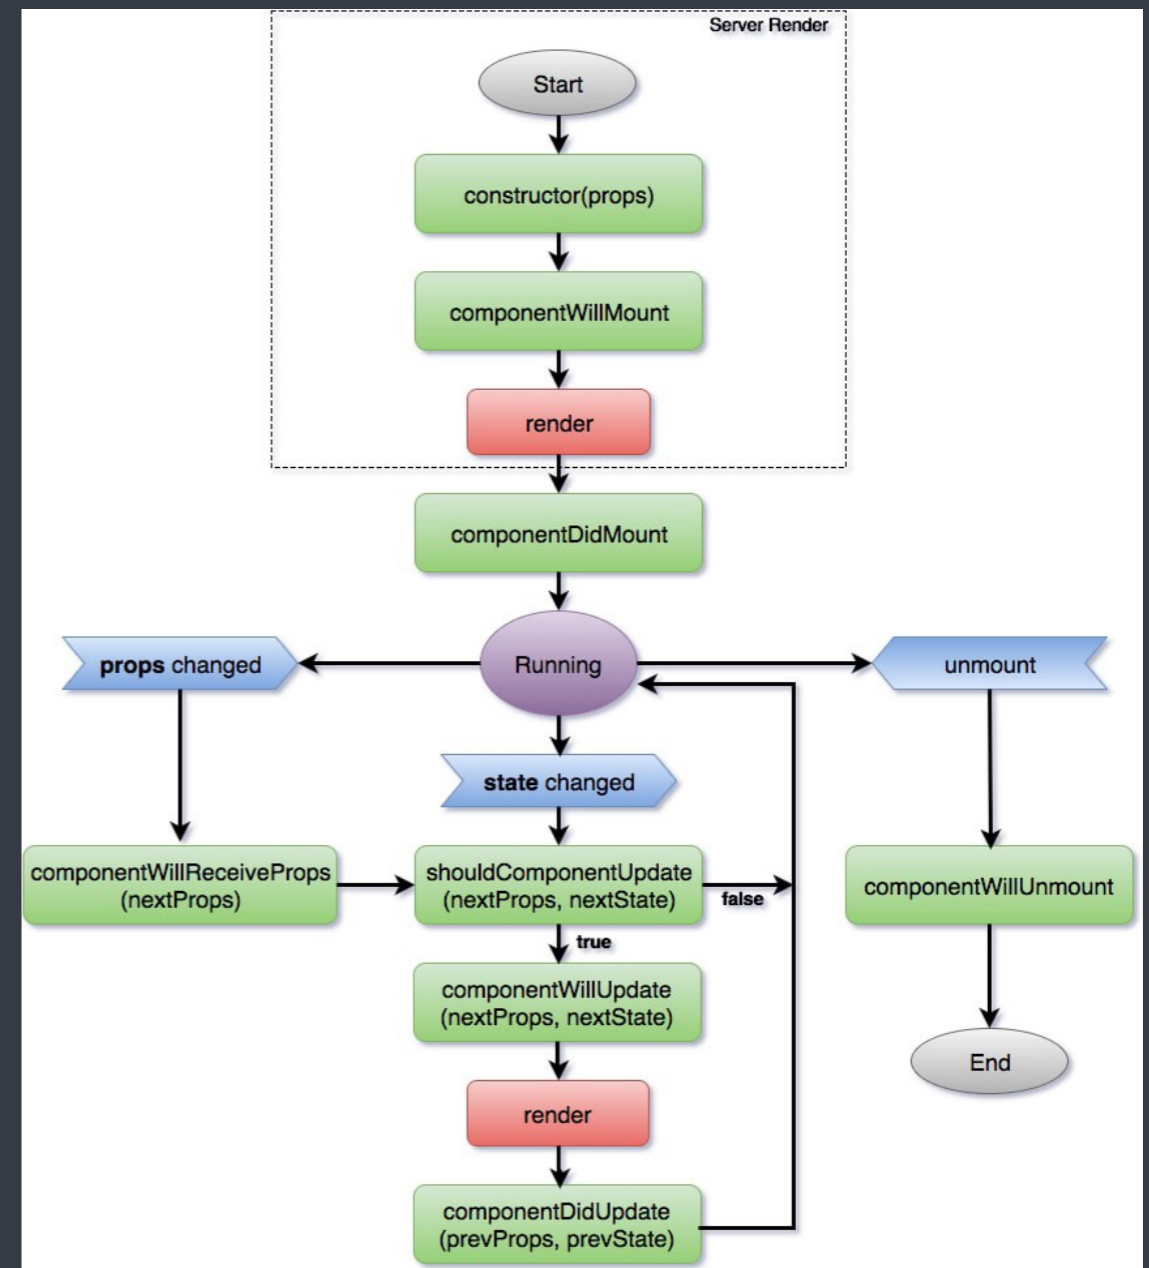 Server Render
Start
constructor(props)
componentWillMount
render
componentDidMount
props changed
Running
unmount
state changed
componentWillReceiveProps
(nextProps)
shouldComponentUpdate
(nextProps, nextState)
false
componentWillUnmount
true
componentWillUpdate
(nextProps, nextState)
End
render
componentDidUpdate
(prevProps, prevState)